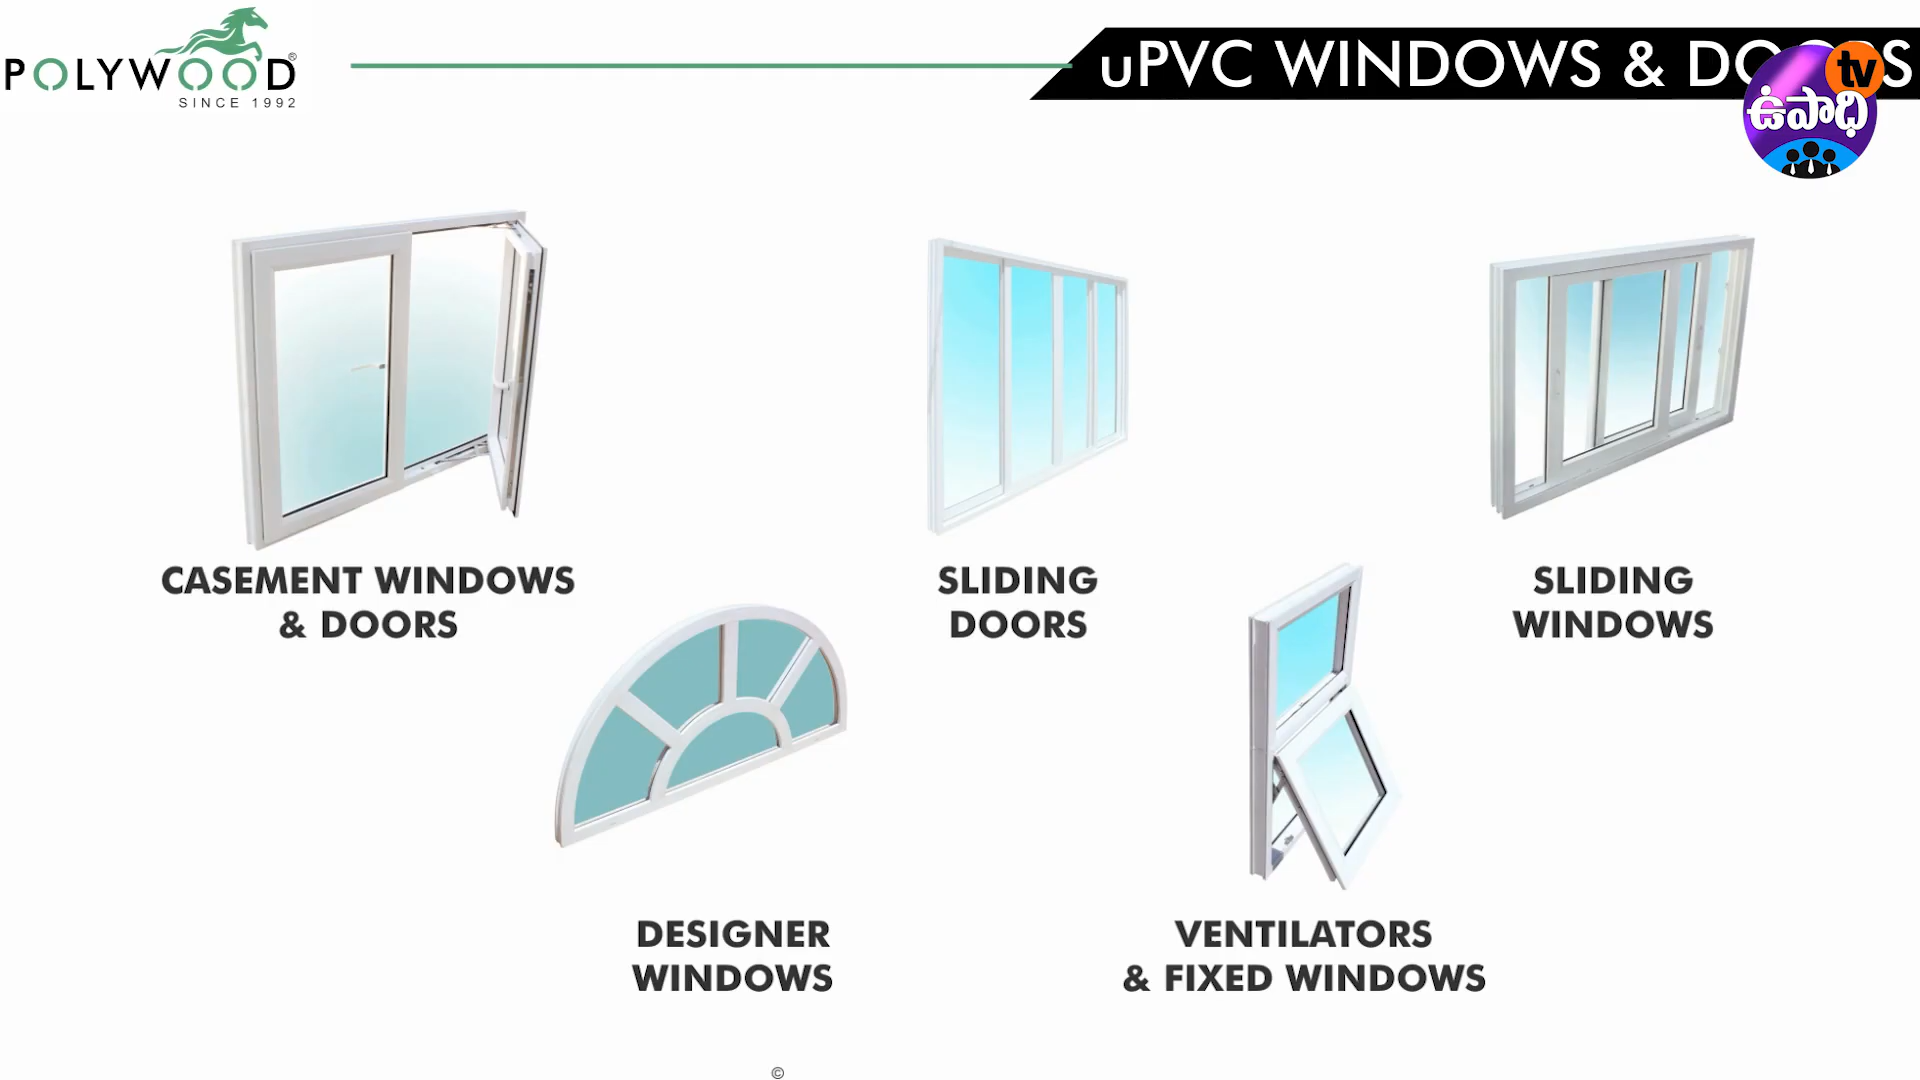 POLYWOOD
©
SINCE 1992
uPVC WINDOWS & DOORS
tv
ఉపాధి
CASEMENT WINDOWS
& DOORS
SLIDING
DOORS
SLIDING
WINDOWS
DESIGNER
WINDOWS
VENTILATORS
& FIXED WINDOWS
©